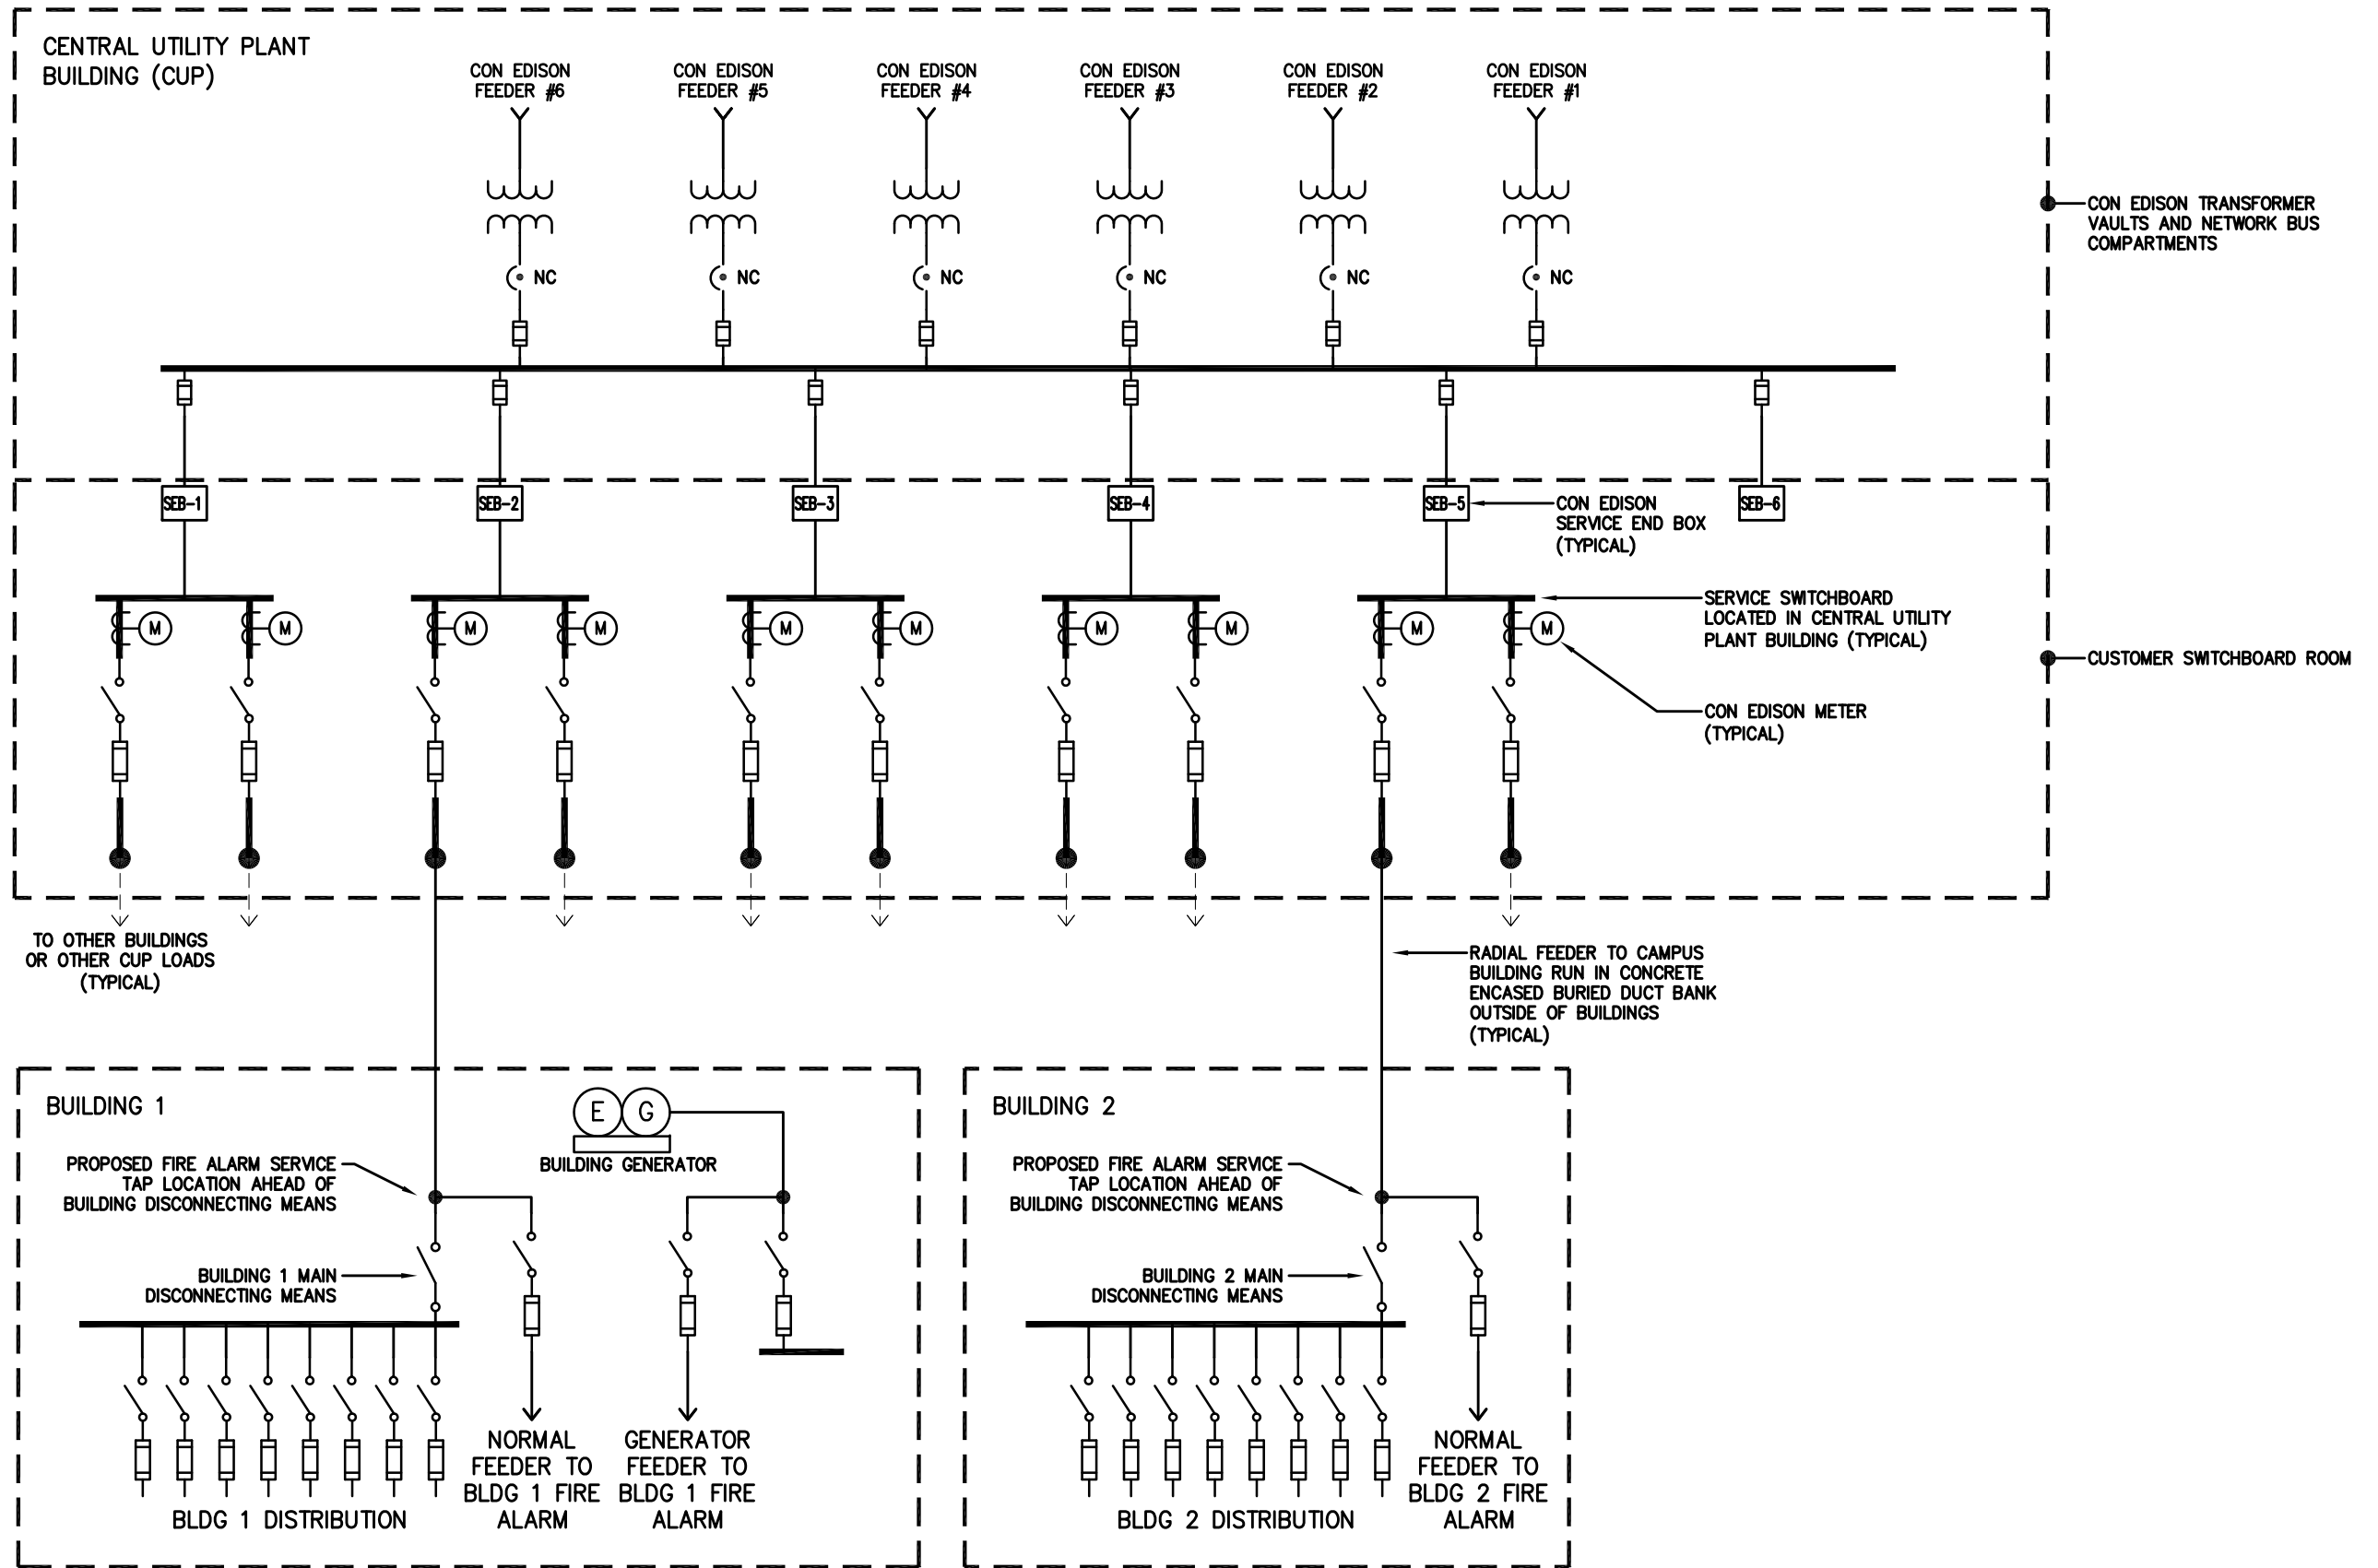 CENTRAL UTILITY PLANT
BUILDING (CUP)
CON EDISON
FEEDER #6
CON EDISON
FEEDER #5
CON EDISON
FEEDER #4
CON EDISON
FEEDER #3
CON EDISON
FEEDER #2
CON EDISON
FEEDER #1
CON EDISON TRANSFORMER
VAULTS AND NETWORK BUS
COMPARTMENTS
NC
NC
NC
NC
NC
NC
SEB-1
SEB-2
SEB-3
SEB-4
SEB-5
SEB-6
CON EDISON
SERVICE END BOX
(TYPICAL)
SERVICE SWITCHBOARD
LOCATED IN CENTRAL UTILITY
PLANT BUILDING (TYPICAL)
M
M
M
M
M
M
M
M
M
M
CUSTOMER SWITCHBOARD ROOM
CON EDISON METER
(TYPICAL)
TO OTHER BUILDINGS
OR OTHER CUP LOADS
(TYPICAL)
RADIAL FEEDER TO CAMPUS
BUILDING RUN IN CONCRETE
ENCASED BURIED DUCT BANK
OUTSIDE OF BUILDINGS
(TYPICAL)
BUILDING 1
E
G
BUILDING GENERATOR
PROPOSED FIRE ALARM SERVICE
TAP LOCATION AHEAD OF
BUILDING DISCONNECTING MEANS
BUILDING 1 MAIN
DISCONNECTING MEANS
BLDG 1 DISTRIBUTION
NORMAL
FEEDER TO
BLDG 1 FIRE
ALARM
GENERATOR
FEEDER TO
BLDG 1 FIRE
ALARM
BUILDING 2
PROPOSED FIRE ALARM SERVICE
TAP LOCATION AHEAD OF
BUILDING DISCONNECTING MEANS
BUILDING 2 MAIN
DISCONNECTING MEANS
BLDG 2 DISTRIBUTION
NORMAL
FEEDER TO
BLDG 2 FIRE
ALARM